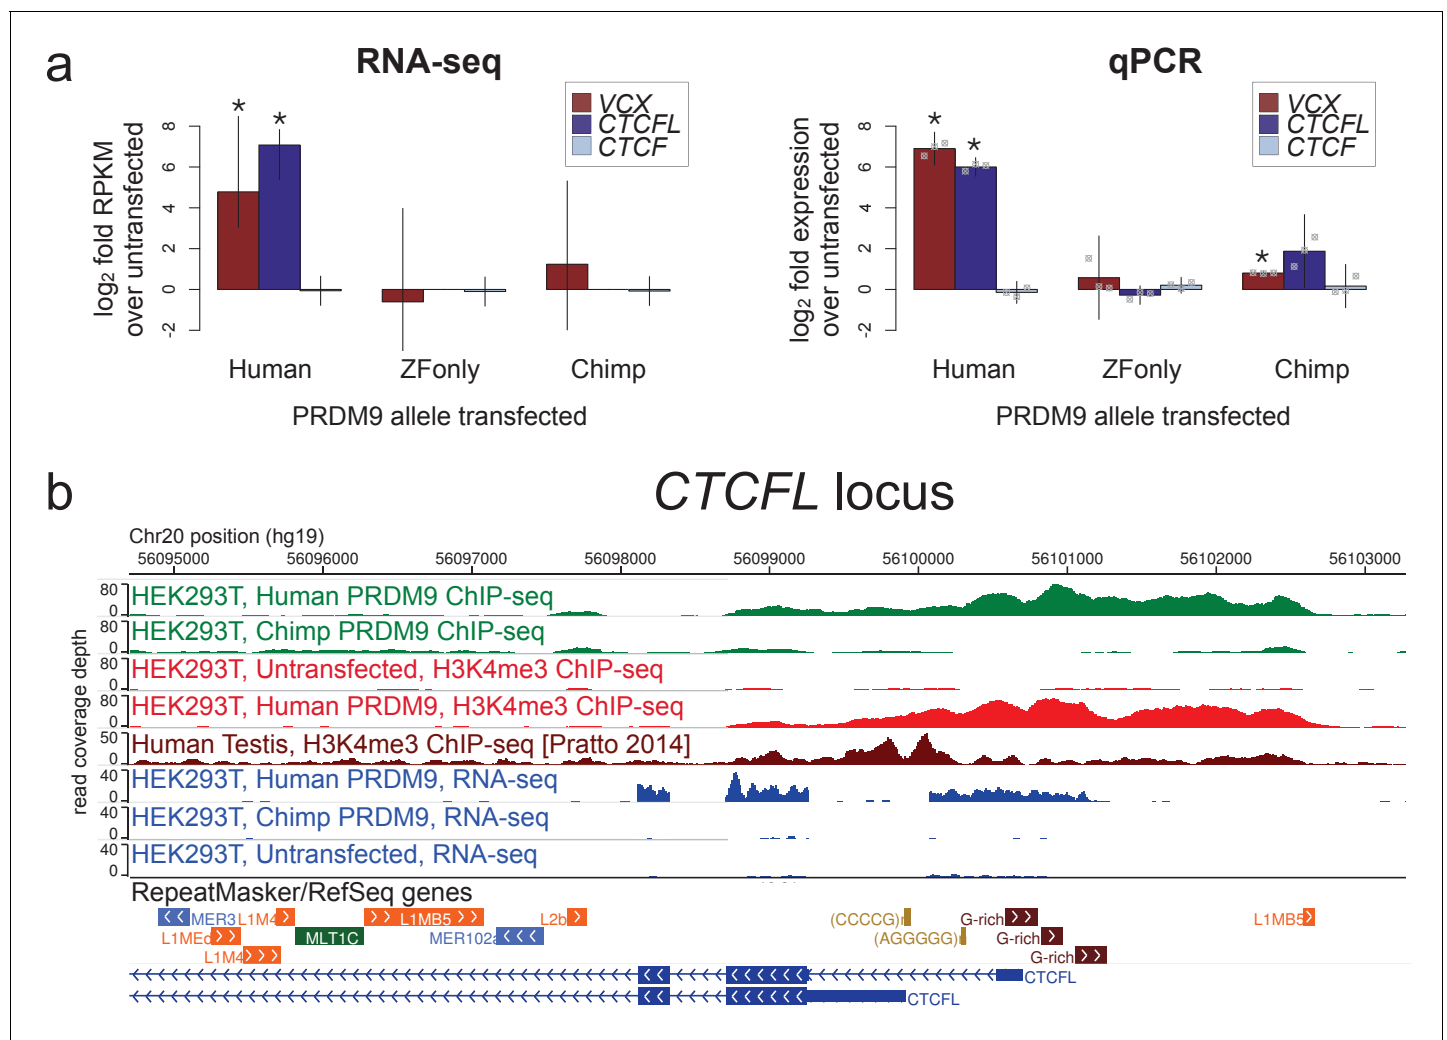 a
RNA-seq
qPCR
VCX
CTCFL
CTCF
log2 fold RPKM
over untransfected
8
6
4
2
0
-2
* *
Human ZFonly Chimp
PRDM9 allele transfected
VCX
CTCFL
CTCF
log2 fold expression
over untransfected
8
6
4
2
0
-2
* * *
Human ZFonly Chimp
PRDM9 allele transfected
b
CTCFL locus
Chr20 position (hg19)
56095000 56096000 56097000 56098000 56099000 56100000 56101000 56102000 56103000
read coverage depth
80 0 HEK293T, Human PRDM9 ChIP-seq
80 0 HEK293T, Chimp PRDM9 ChIP-seq
80 0 HEK293T, Untransfected, H3K4me3 ChIP-seq
80 0 HEK293T, Human PRDM9, H3K4me3 ChIP-seq
50 0 Human Testis, H3K4me3 ChIP-seq [Pratto 2014]
40 0 HEK293T, Human PRDM9, RNA-seq
40 0 HEK293T, Chimp PRDM9, RNA-seq
40 0 HEK293T, Untransfected, RNA-seq
RepeatMasker/RefSeq genes
MER3 L1M4 L1MB5 L2b (CCCCG) G-rich L1MB5
L1MEc MLT1C MER102a (AGGGGG) G-rich
L1M4 G-rich
CTCFL
CTCFL